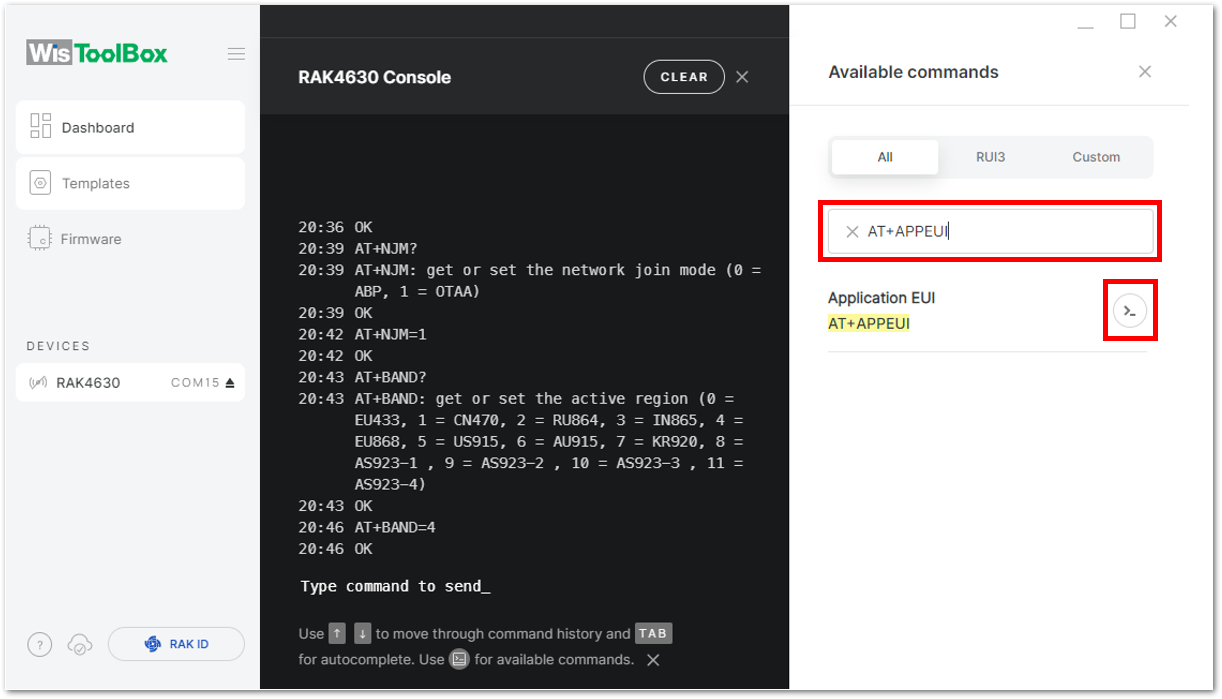 WisToolBox
Dashboard
Templates
Firmware
DEVICES
RAK4630 COM15
?
RAK ID
RAK4630 Console
CLEAR
20:36 OK
20:39 AT+NJM?
20:39 AT+NJM: get or set the network join mode (0 =
ABP, 1 = OTAA)
20:39 OK
20:42 AT+NJM=1
20:42 OK
20:43 AT+BAND?
20:43 AT+BAND: get or set the active region (0 =
EU433, 1 = CN470, 2 = RU864, 3 = IN865, 4 =
EU868, 5 = US915, 6 = AU915, 7 = KR920, 8 =
AS923-1 , 9 = AS923-2 , 10 = AS923-3 , 11 =
AS923-4)
20:43 OK
20:46 AT+BAND=4
20:46 OK
Type command to send_
Use ↑ ↓ to move through command history and TAB
for autocomplete. Use for available commands.
Available commands
All RUI3 Custom
AT+APPEUI
Application EUI
AT+APPEUI